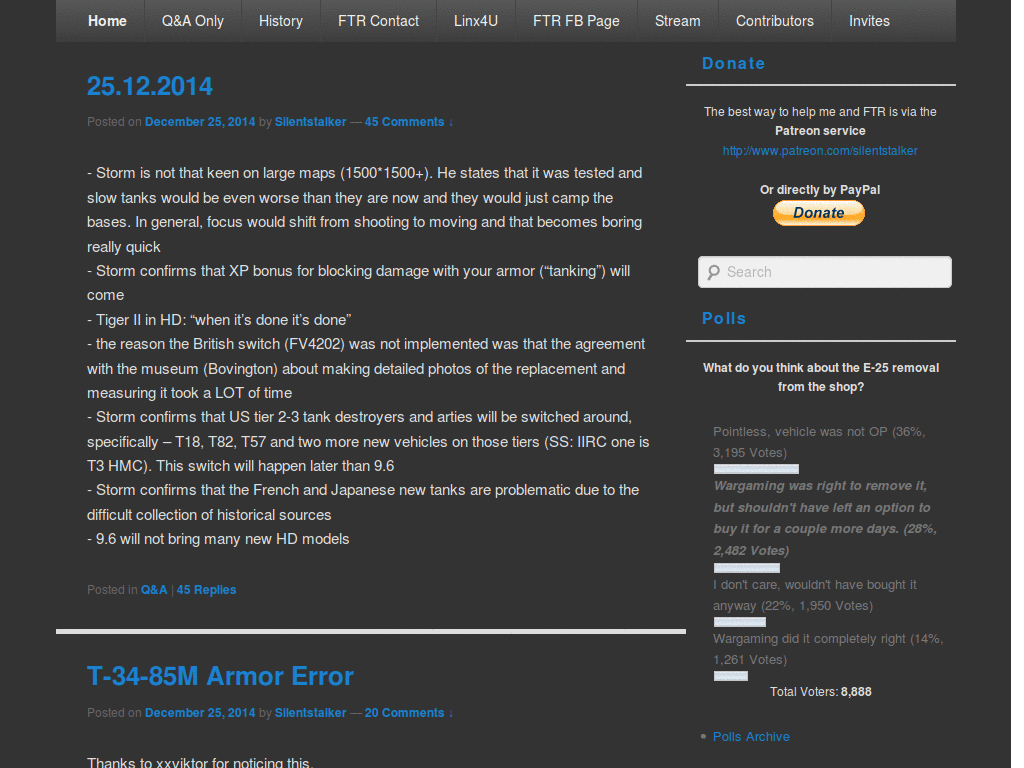 Home Q&A Only History FTR Contact Linx4U FTR FB Page Stream Contributors Invites
25.12.2014
Posted on December 25, 2014 by Silentstalker — 45 Comments ↓
- Storm is not that keen on large maps (1500*1500+). He states that it was tested and
slow tanks would be even worse than they are now and they would just camp the
bases. In general, focus would shift from shooting to moving and that becomes boring
really quick
- Storm confirms that XP bonus for blocking damage with your armor (“tanking”) will
come
- Tiger II in HD: “when it’s done it’s done”
- the reason the British switch (FV4202) was not implemented was that the agreement
with the museum (Bovington) about making detailed photos of the replacement and
measuring it took a LOT of time
- Storm confirms that US tier 2-3 tank destroyers and arties will be switched around,
specifically – T18, T82, T57 and two more new vehicles on those tiers (SS: IIRC one is
T3 HMC). This switch will happen later than 9.6
- Storm confirms that the French and Japanese new tanks are problematic due to the
difficult collection of historical sources
- 9.6 will not bring many new HD models
Posted in Q&A | 45 Replies
T-34-85M Armor Error
Posted on December 25, 2014 by Silentstalker — 20 Comments ↓
Thanks to xxviktor for noticing this.
Donate
The best way to help me and FTR is via the
Patreon service
http://www.patreon.com/silentstalker
Or directly by PayPal
Donate
Search
Polls
What do you think about the E-25 removal
from the shop?
Pointless, vehicle was not OP (36%,
3,195 Votes)
Wargaming was right to remove it,
but shouldn't have left an option to
buy it for a couple more days. (28%,
2,482 Votes)
I don't care, wouldn't have bought it
anyway (22%, 1,950 Votes)
Wargaming did it completely right (14%,
1,261 Votes)
Total Voters: 8,888
• Polls Archive